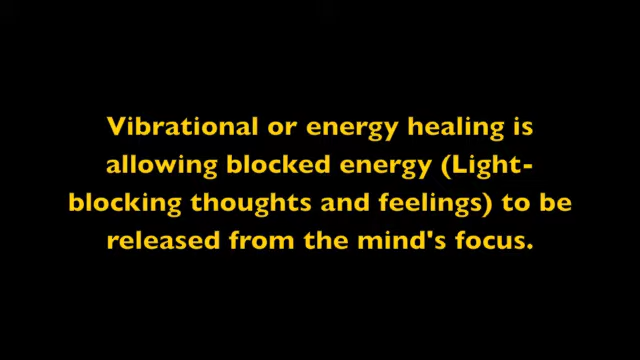 Vibrational or energy healing is
allowing blocked energy (Light-
blocking thoughts and feelings) to be
released from the mind's focus.